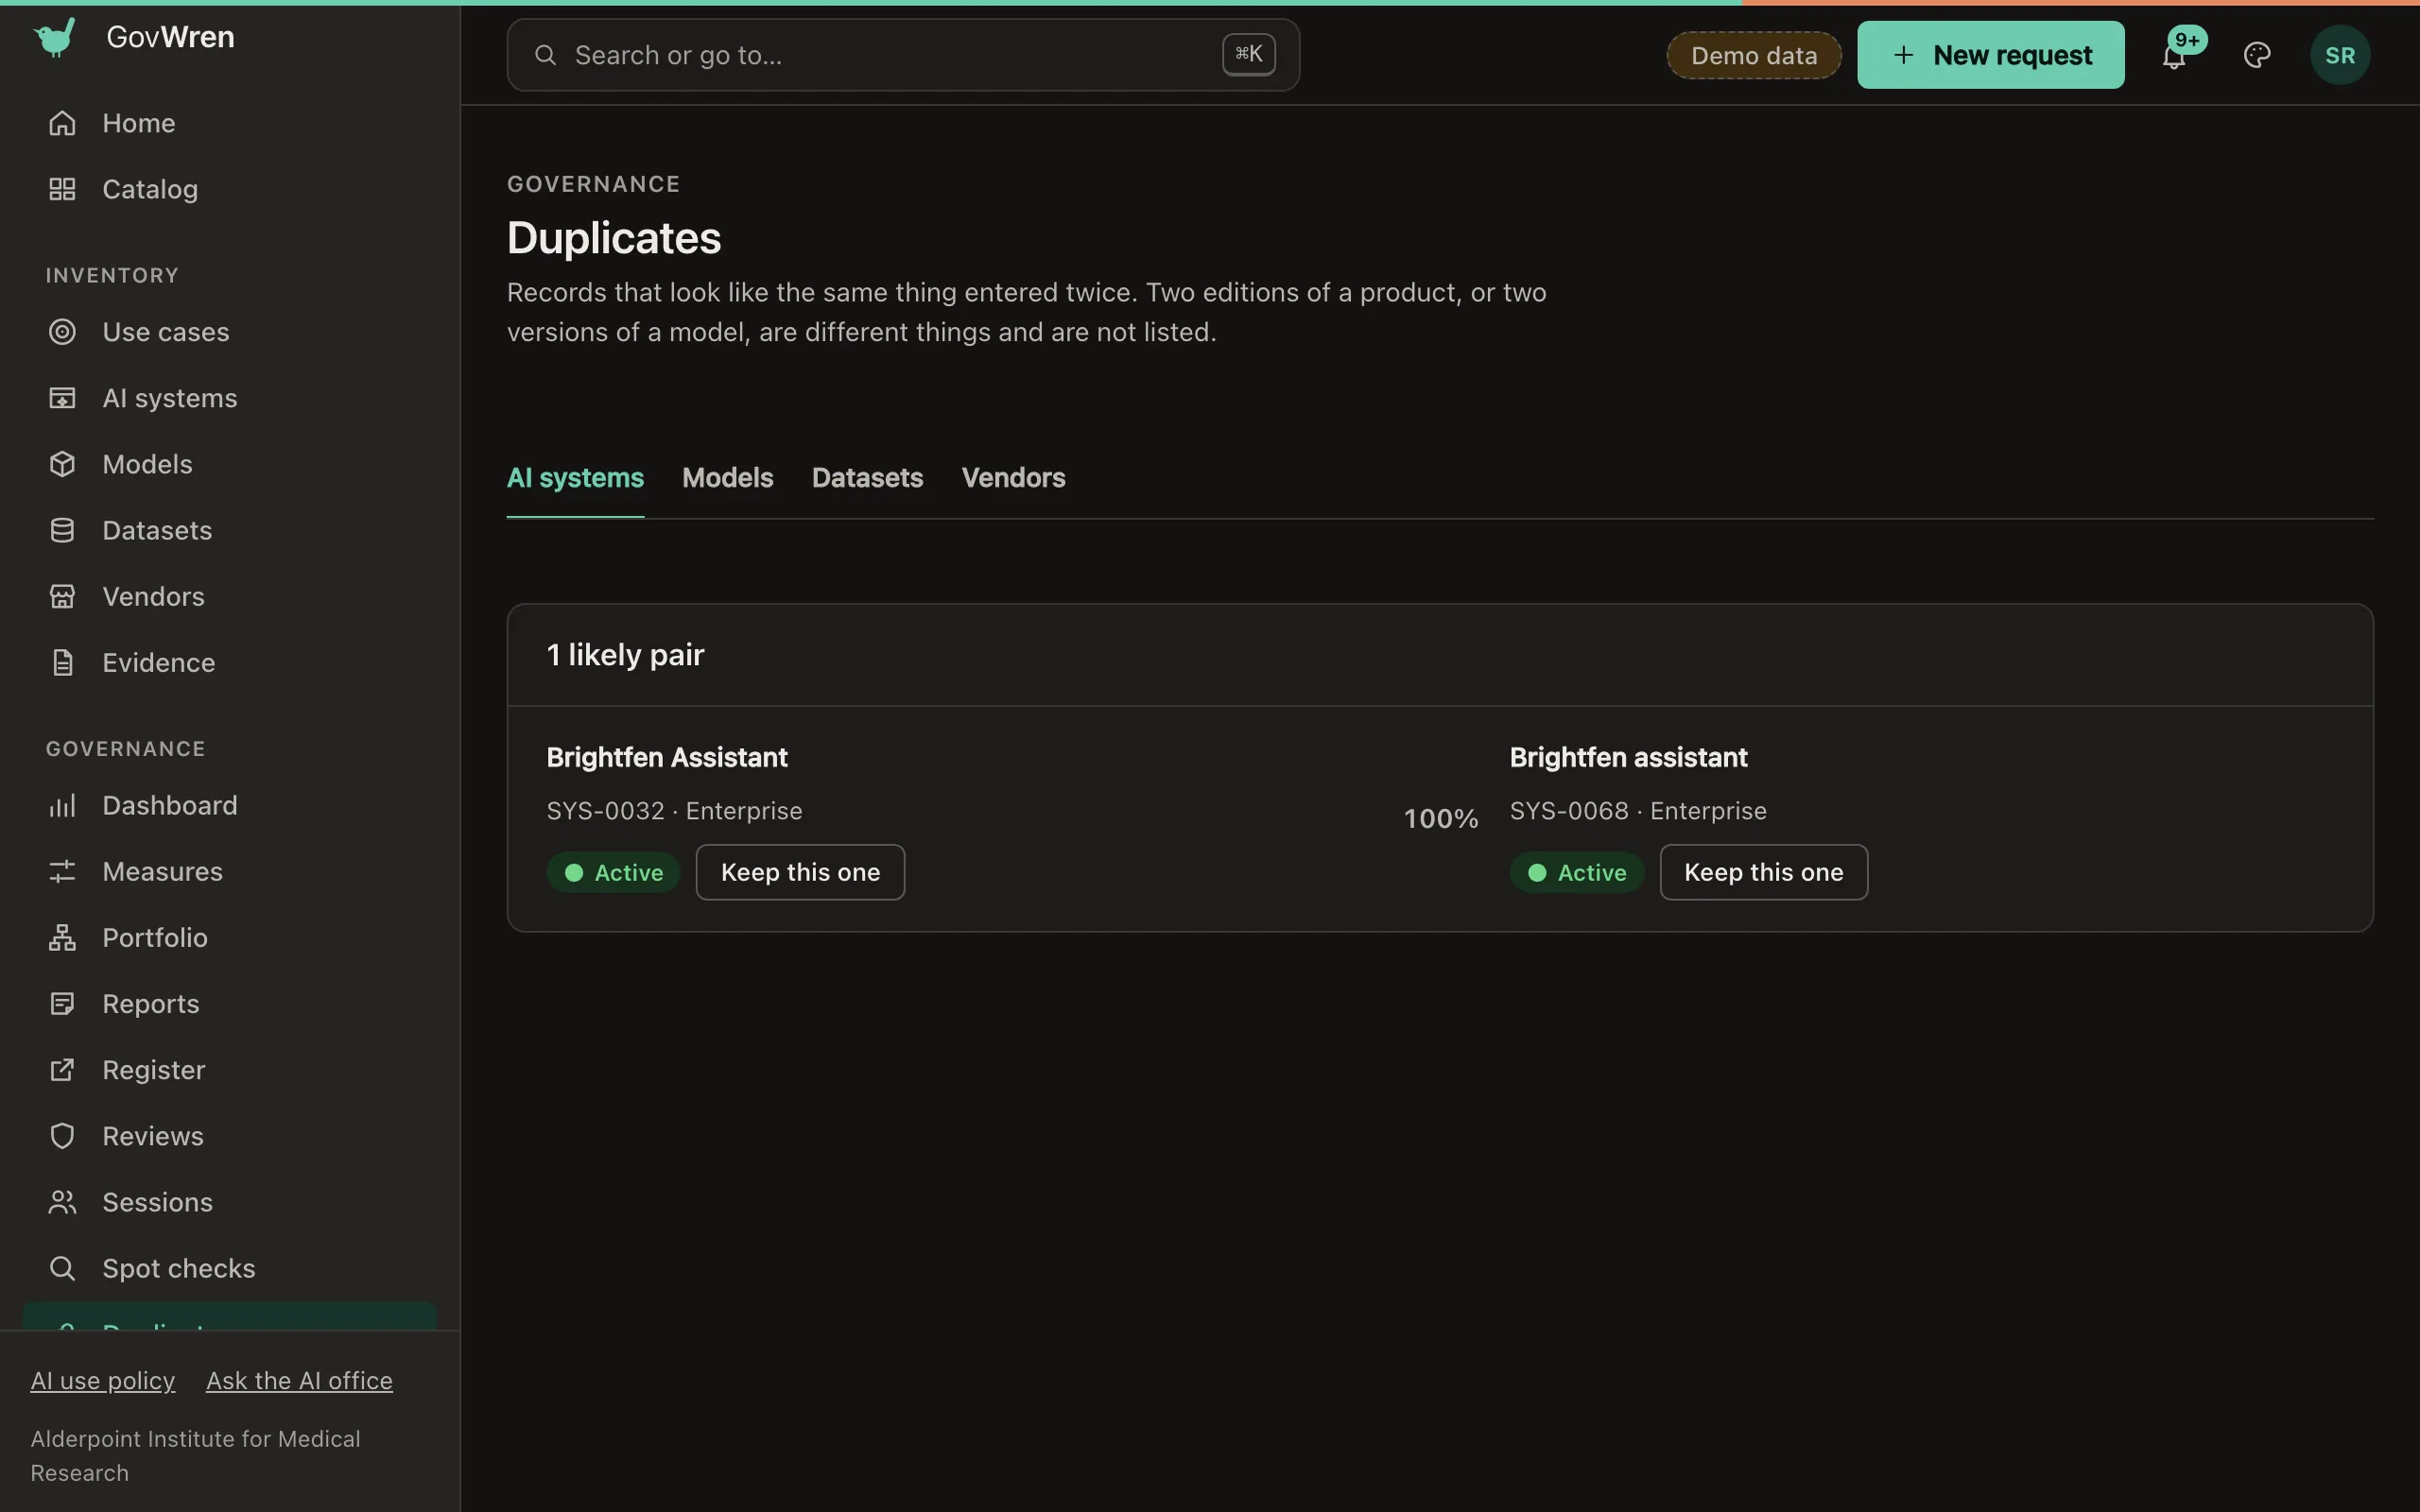 GovWren
Search or go to...
⌘K
Demo data
+ New request
9+
SR
Home
Catalog
INVENTORY
Use cases
AI systems
Models
Datasets
Vendors
Evidence
GOVERNANCE
Dashboard
Measures
Portfolio
Reports
Register
Reviews
Sessions
Spot checks
AI use policy
Ask the AI office
Alderpoint Institute for Medical
Research
GOVERNANCE
Duplicates
Records that look like the same thing entered twice. Two editions of a product, or two
versions of a model, are different things and are not listed.
AI systems
Models
Datasets
Vendors
1 likely pair
Brightfen Assistant
SYS-0032 · Enterprise
Active
Keep this one
100%
Brightfen assistant
SYS-0068 · Enterprise
Active
Keep this one